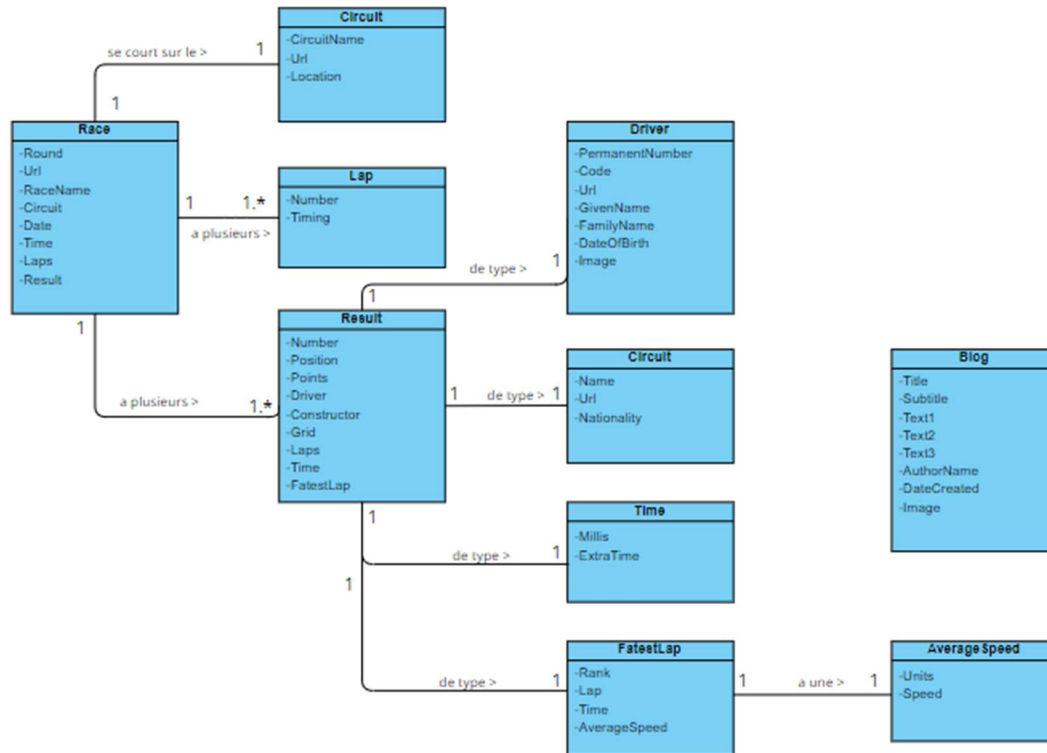 Circuit
-CircuitName
-Url
-Location
se court sur le >
1
1
Race
-Round
-Url
-RaceName
-Circuit
-Date
-Time
-Laps
-Result
Lap
-Number
-Timing
1
1.*
a plusieurs >
Driver
-PermanentNumber
-Code
-Url
-GivenName
-FamilyName
-DateOfBirth
-Image
de type >
1
1
1
a plusieurs >
1.*
Result
-Number
-Position
-Points
-Driver
-Constructor
-Grid
-Laps
-Time
-FatestLap
1
de type >
1
Circuit
-Name
-Url
-Nationality
Blog
-Title
-Subtitle
-Text1
-Text2
-Text3
-AuthorName
-DateCreated
-Image
1
de type >
1
Time
-Millis
-ExtraTime
1
de type >
1
FatestLap
-Rank
-Lap
-Time
-AverageSpeed
1
a une >
1
AverageSpeed
-Units
-Speed